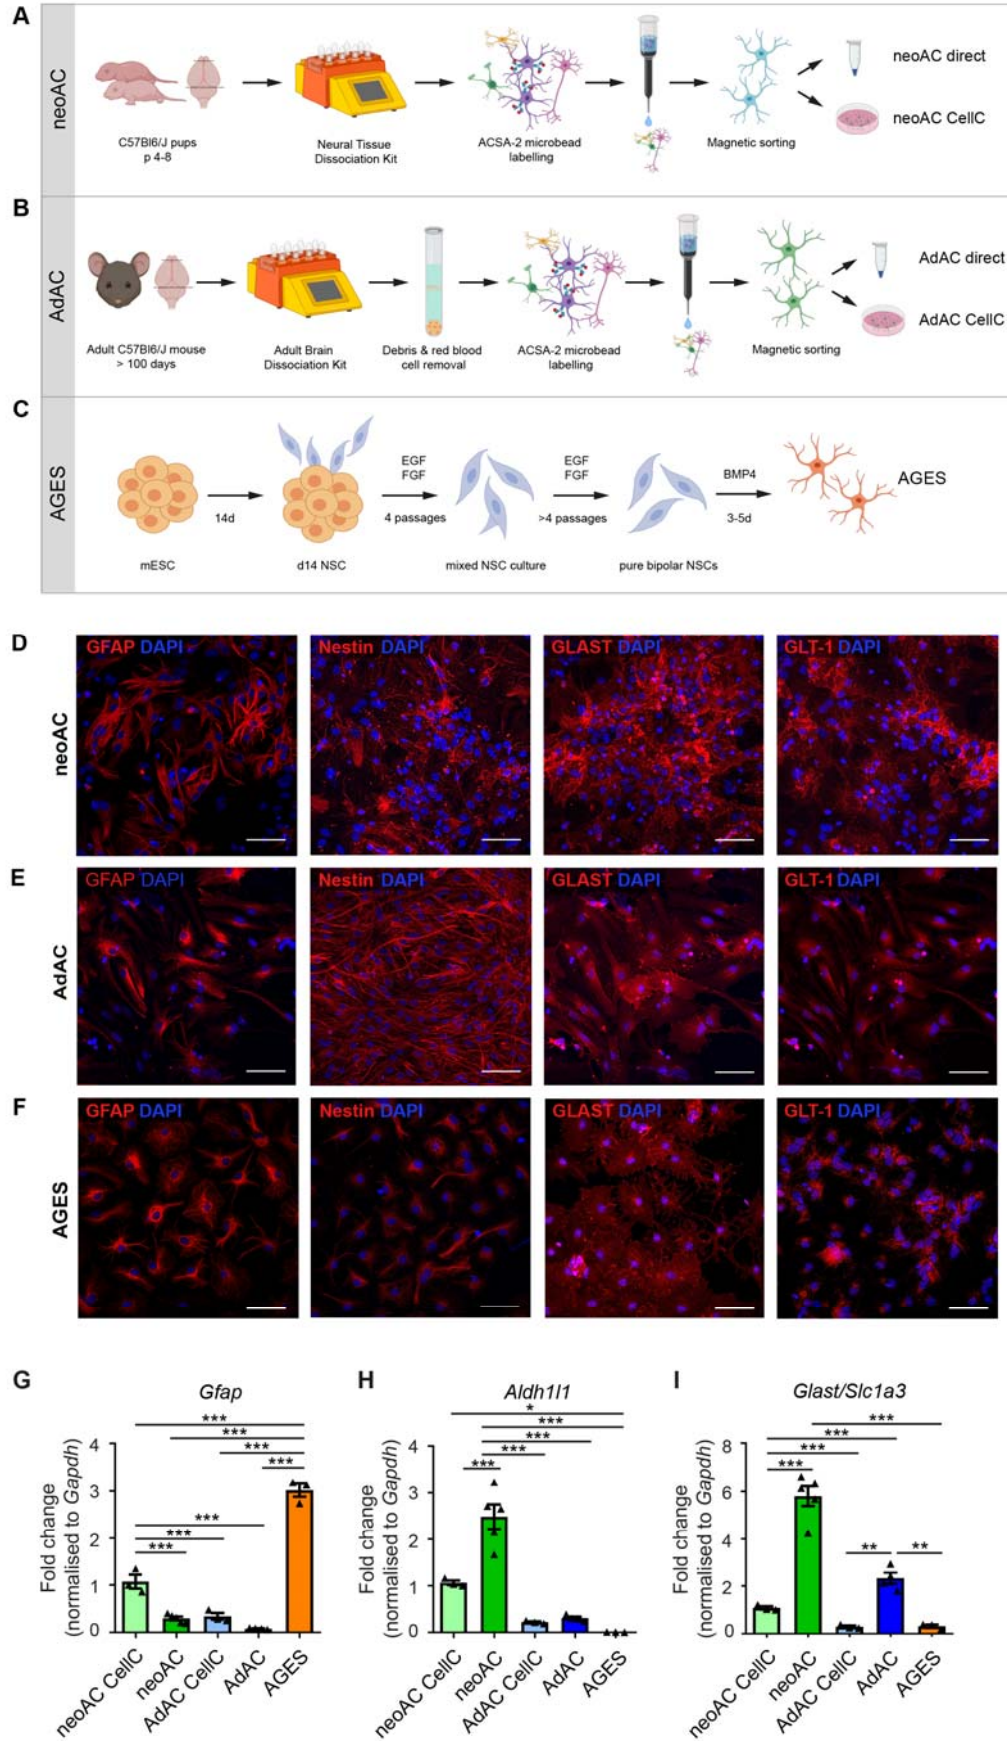 A
neoAC
C57Bl6/J pups
p 4-8
Neural Tissue
Dissociation Kit
ACSA-2 microbead
labelling
Magnetic sorting
neoAC direct
neoAC CellC
B
AdAC
Adult C57Bl6/J mouse
> 100 days
Adult Brain
Dissociation Kit
Debris & red blood
cell removal
ACSA-2 microbead
labelling
Magnetic sorting
AdAC direct
AdAC CellC
C
AGES
mESC
14d
d14 NSC
EGF
FGF
4 passages
mixed NSC culture
EGF
FGF
>4 passages
pure bipolar NSCs
BMP4
3-5d
AGES
D
neoAC
GFAP DAPI
Nestin DAPI
GLAST DAPI
GLT-1 DAPI
E
AdAC
GFAP DAPI
Nestin DAPI
GLAST DAPI
GLT-1 DAPI
F
AGES
GFAP DAPI
Nestin DAPI
GLAST DAPI
GLT-1 DAPI
G
Gfap
Fold change
(normalised to Gapdh)
4
3
2
1
0
***
***
***
***
***
***
***
neoAC CellC
neoAC
AdAC CellC
AdAC
AGES
H
Aldh1l1
Fold change
(normalised to Gapdh)
4
3
2
1
0
*
***
***
***
***
neoAC CellC
neoAC
AdAC CellC
AdAC
AGES
I
Glast/Slc1a3
Fold change
(normalised to Gapdh)
8
6
4
2
0
***
***
***
***
**
**
neoAC CellC
neoAC
AdAC CellC
AdAC
AGES